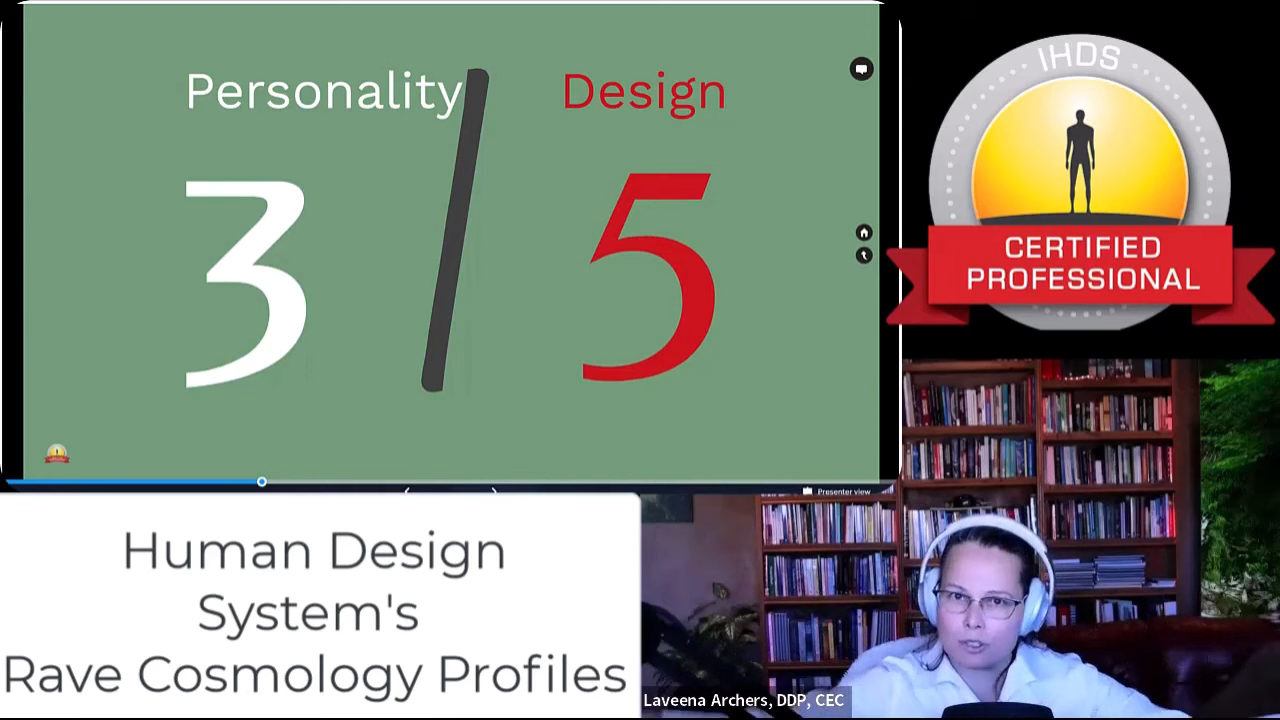 Personality
Design
3 / 5
Presenter view
IHDS
CERTIFIED
PROFESSIONAL
Human Design
System's
Rave Cosmology Profiles
Laveena Archers, DDP, CEC